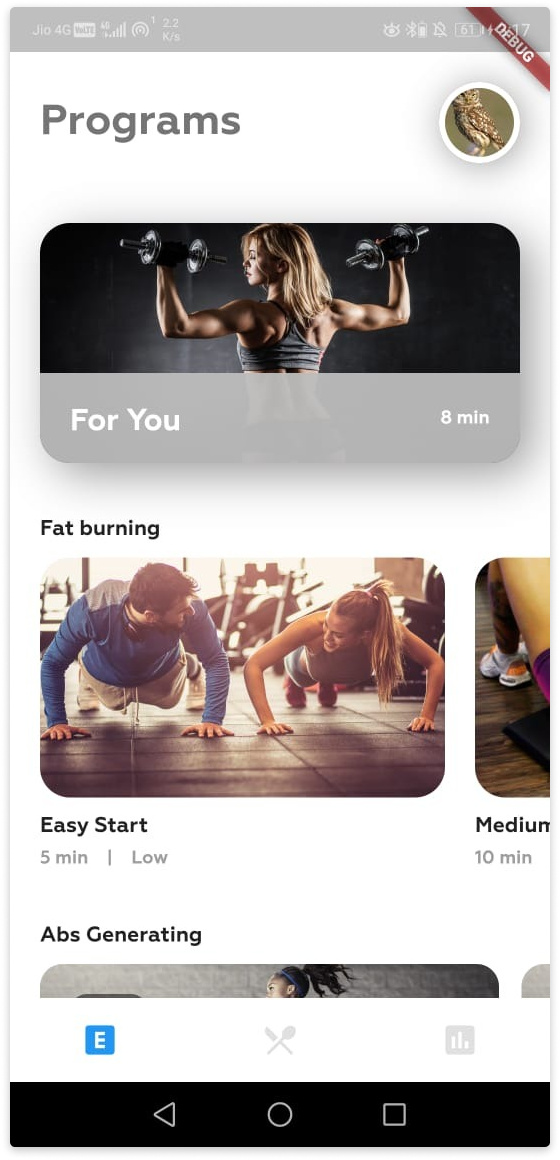 Jio 4G VoLTE 4G 1 2.2 61 17
K/s
DEBUG
Programs
For You 8 min
Fat burning
Easy Start Medium
5 min | Low 10 min
Abs Generating
E